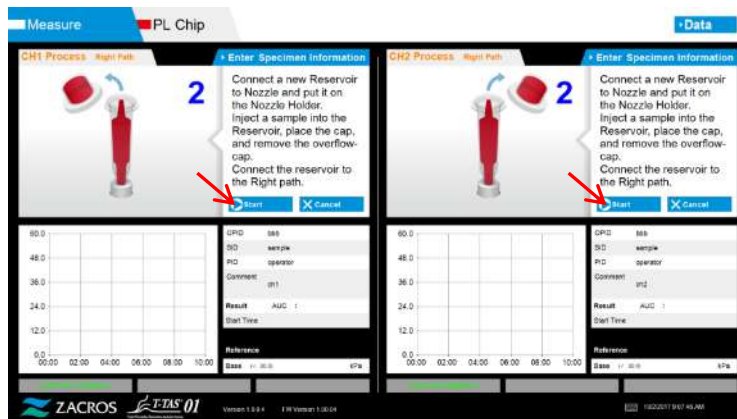 Measure
PL Chip
Data
CH1 Process Right Path
Enter Specimen Information
2
Connect a new Reservoir
to Nozzle and put it on
the Nozzle Holder.
Inject a sample into the
Reservoir, place the cap,
and remove the overflow-
cap.
Connect the reservoir to
the Right path.
Start
Cancel
CH2 Process Right Path
Enter Specimen Information
2
Connect a new Reservoir
to Nozzle and put it on
the Nozzle Holder.
Inject a sample into the
Reservoir, place the cap,
and remove the overflow-
cap.
Connect the reservoir to
the Right path.
Start
Cancel
60.0
48.0
36.0
24.0
12.0
0.0
00:00 02:00 04:00 06:00 08:00 10:00
OPID
SID sample
PID operator
Comment
ch1
Result AUC :
Start Time
Reference
Base kPa
60.0
48.0
36.0
24.0
12.0
0.0
00:00 02:00 04:00 06:00 08:00 10:00
OPID
SID sample
PID operator
Comment
ch2
Result AUC :
Start Time
Reference
Base kPa
ZACROS
T-TAS 01